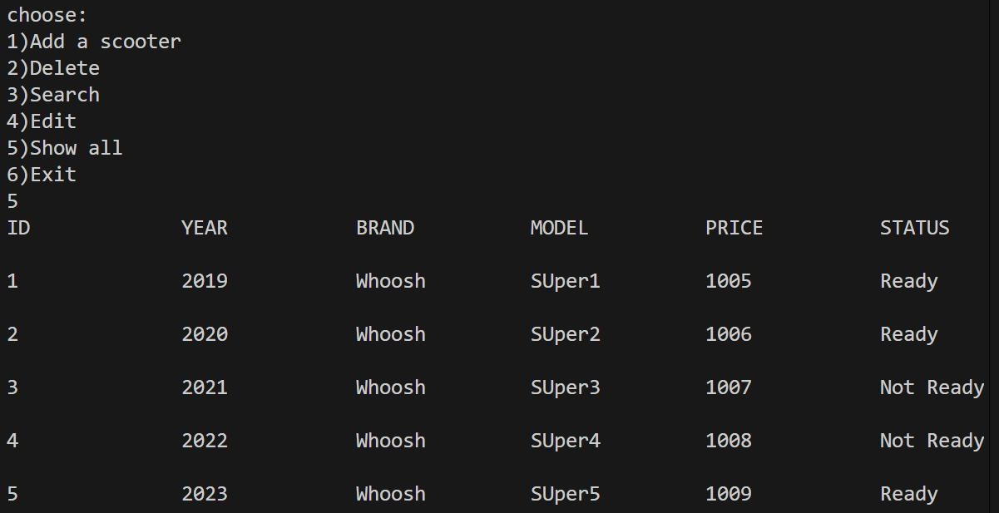 choose:
1)Add a scooter
2)Delete
3)Search
4)Edit
5)Show all
6)Exit
5
ID YEAR BRAND MODEL PRICE STATUS
1 2019 Whoosh SUper1 1005 Ready
2 2020 Whoosh SUper2 1006 Ready
3 2021 Whoosh SUper3 1007 Not Ready
4 2022 Whoosh SUper4 1008 Not Ready
5 2023 Whoosh SUper5 1009 Ready